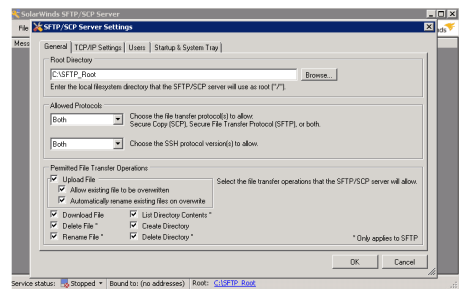 SolarWinds SFTP/SCP Server
File
SFTP/SCP Server Settings
Mess
General
TCP/IP Settings
Users
Startup & System Tray
Root Directory
C:\SFTP_Root
Browse...
Enter the local filesystem directory that the SFTP/SCP server will use as root ("/").
Allowed Protocols
Both
Choose the file transfer protocol(s) to allow:
Secure Copy (SCP), Secure File Transfer Protocol (SFTP), or both.
Both
Choose the SSH protocol version(s) to allow.
Permitted File Transfer Operations
Upload File
Select the file transfer operations that the SFTP/SCP server will allow.
Allow existing file to be overwritten
Automatically rename existing files on overwrite
Download File
List Directory Contents *
Delete File *
Create Directory
Rename File *
Delete Directory *
* Only applies to SFTP
OK
Cancel
Service status:
Stopped
Bound to: (no addresses)
Root:
C:\SFTP_Root